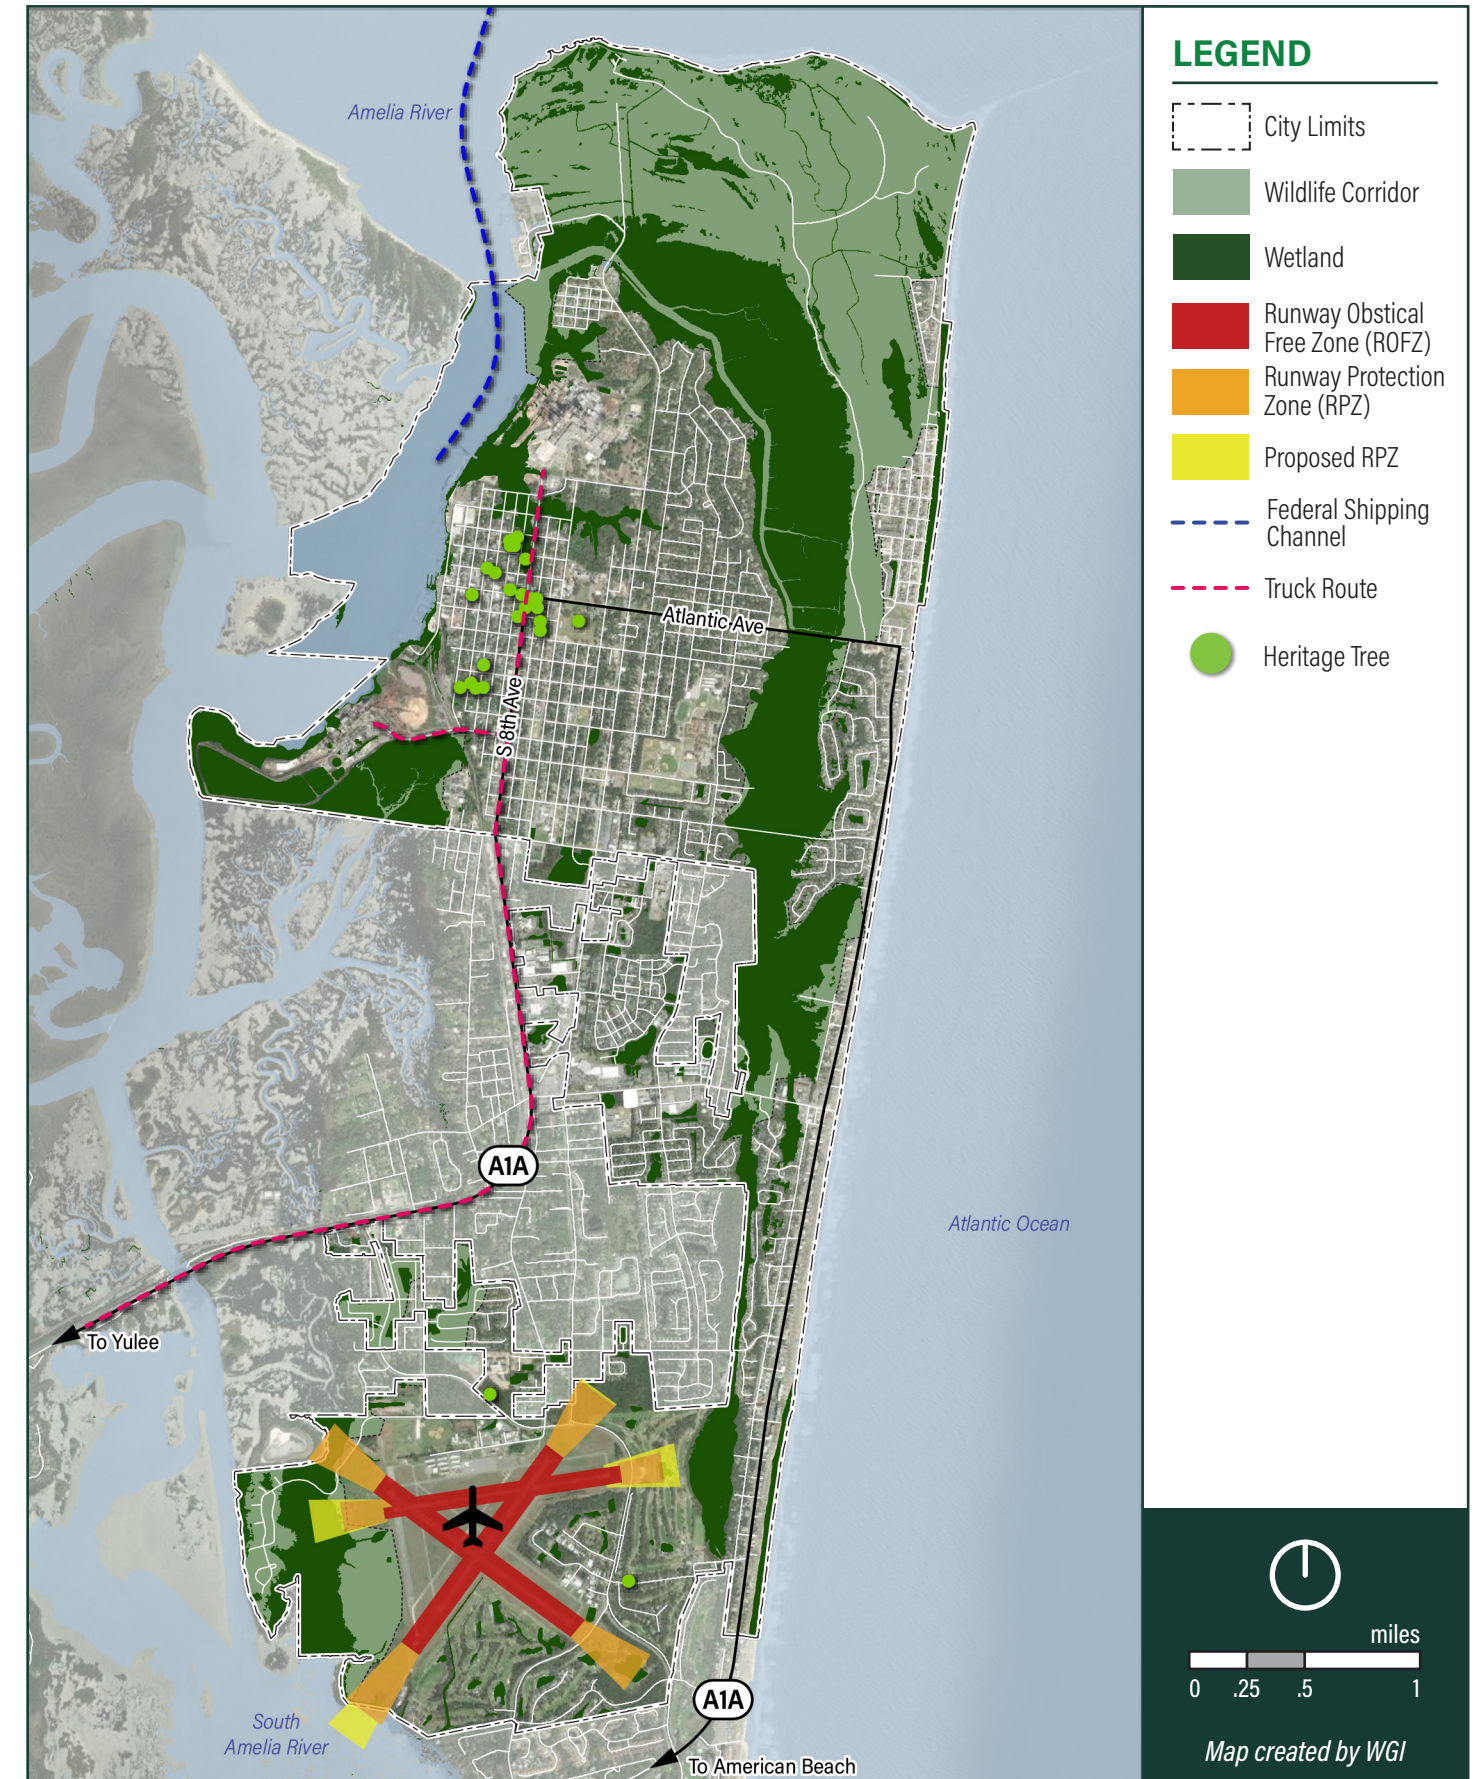 Amelia River
Atlantic Ave
S 8th Ave
A1A
Atlantic Ocean
To Yulee
South
Amelia River
A1A
To American Beach
LEGEND
City Limits
Wildlife Corridor
Wetland
Runway Obstical
Free Zone (ROFZ)
Runway Protection
Zone (RPZ)
Proposed RPZ
Federal Shipping
Channel
Truck Route
Heritage Tree
miles
0 .25 .5 1
Map created by WGI